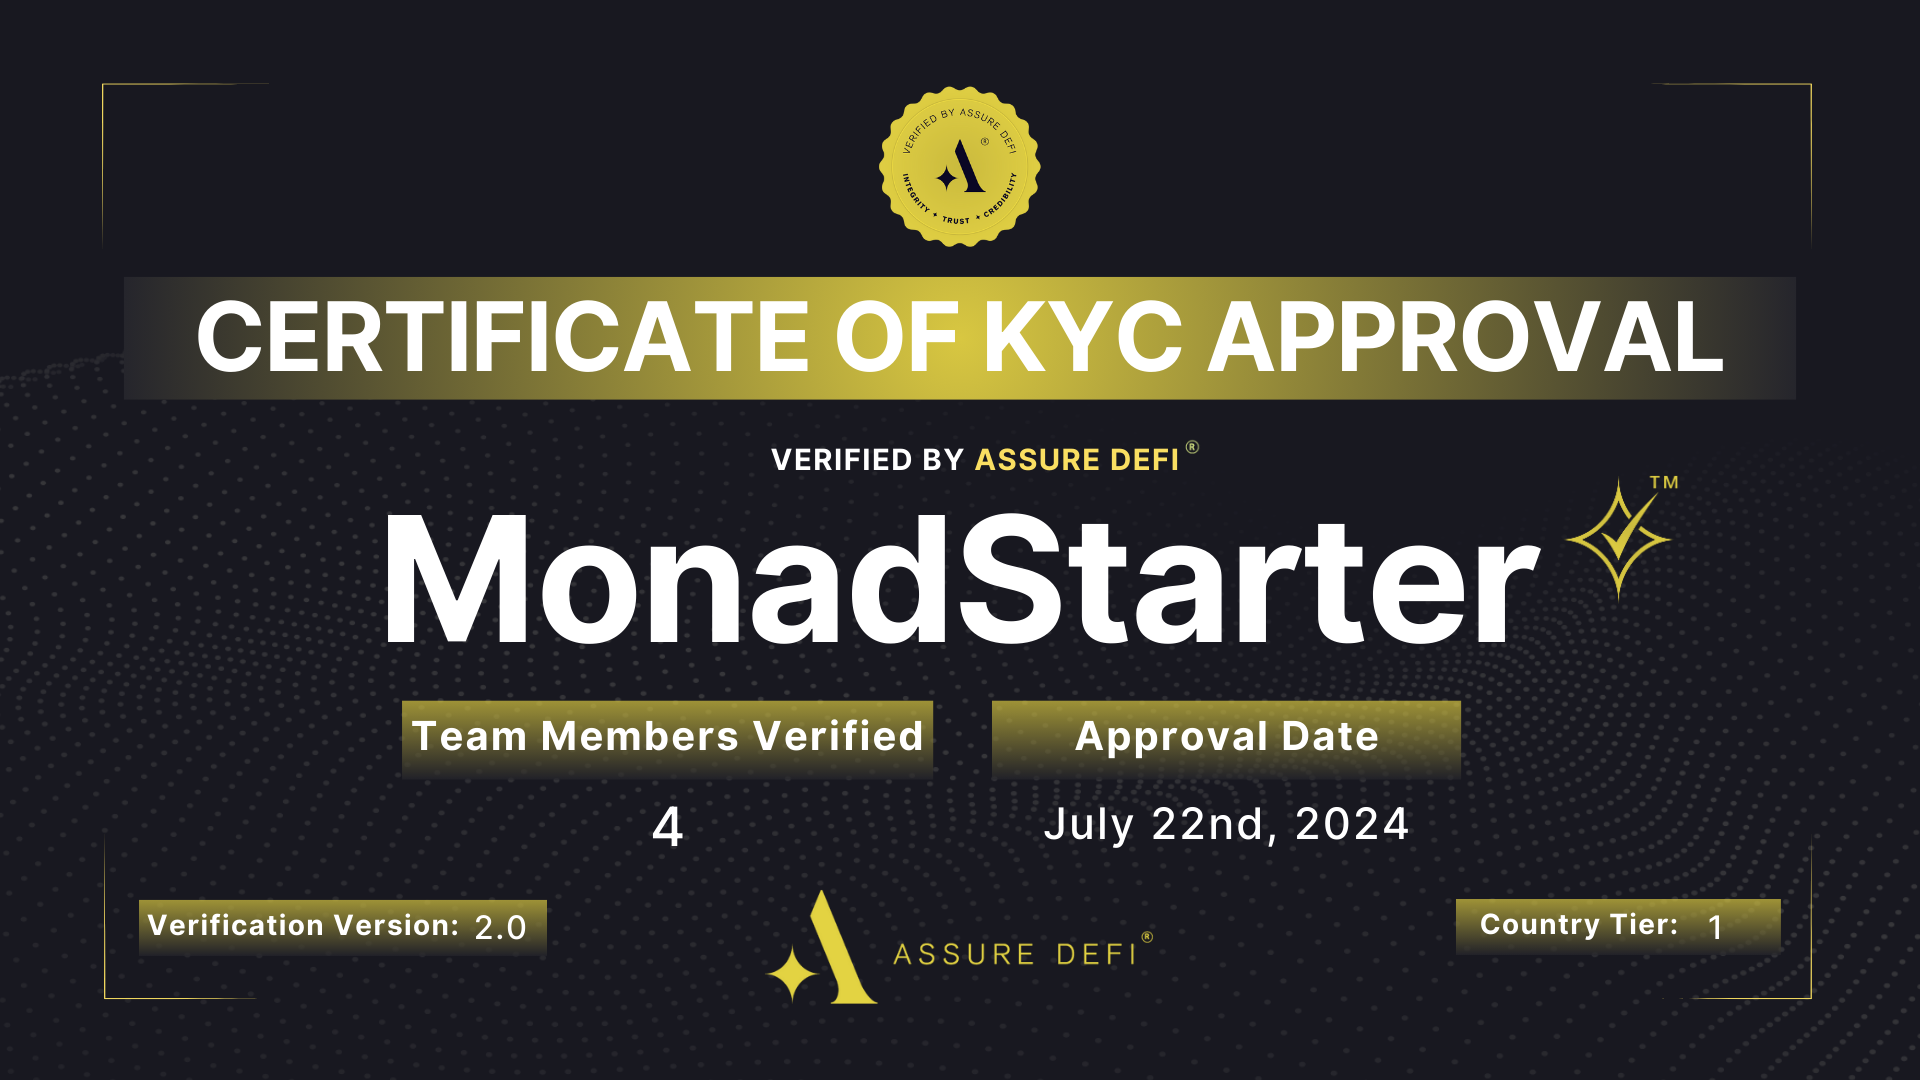 VERIFIED BY ASSURE DEFI
®
INTEGRITY ✦ TRUST ✦ CREDIBILITY
CERTIFICATE OF KYC APPROVAL
VERIFIED BY ASSURE DEFI®
MonadStarter
TM
Team Members Verified
Approval Date
4
July 22nd, 2024
Verification Version: 2.0
ASSURE DEFI®
Country Tier: 1